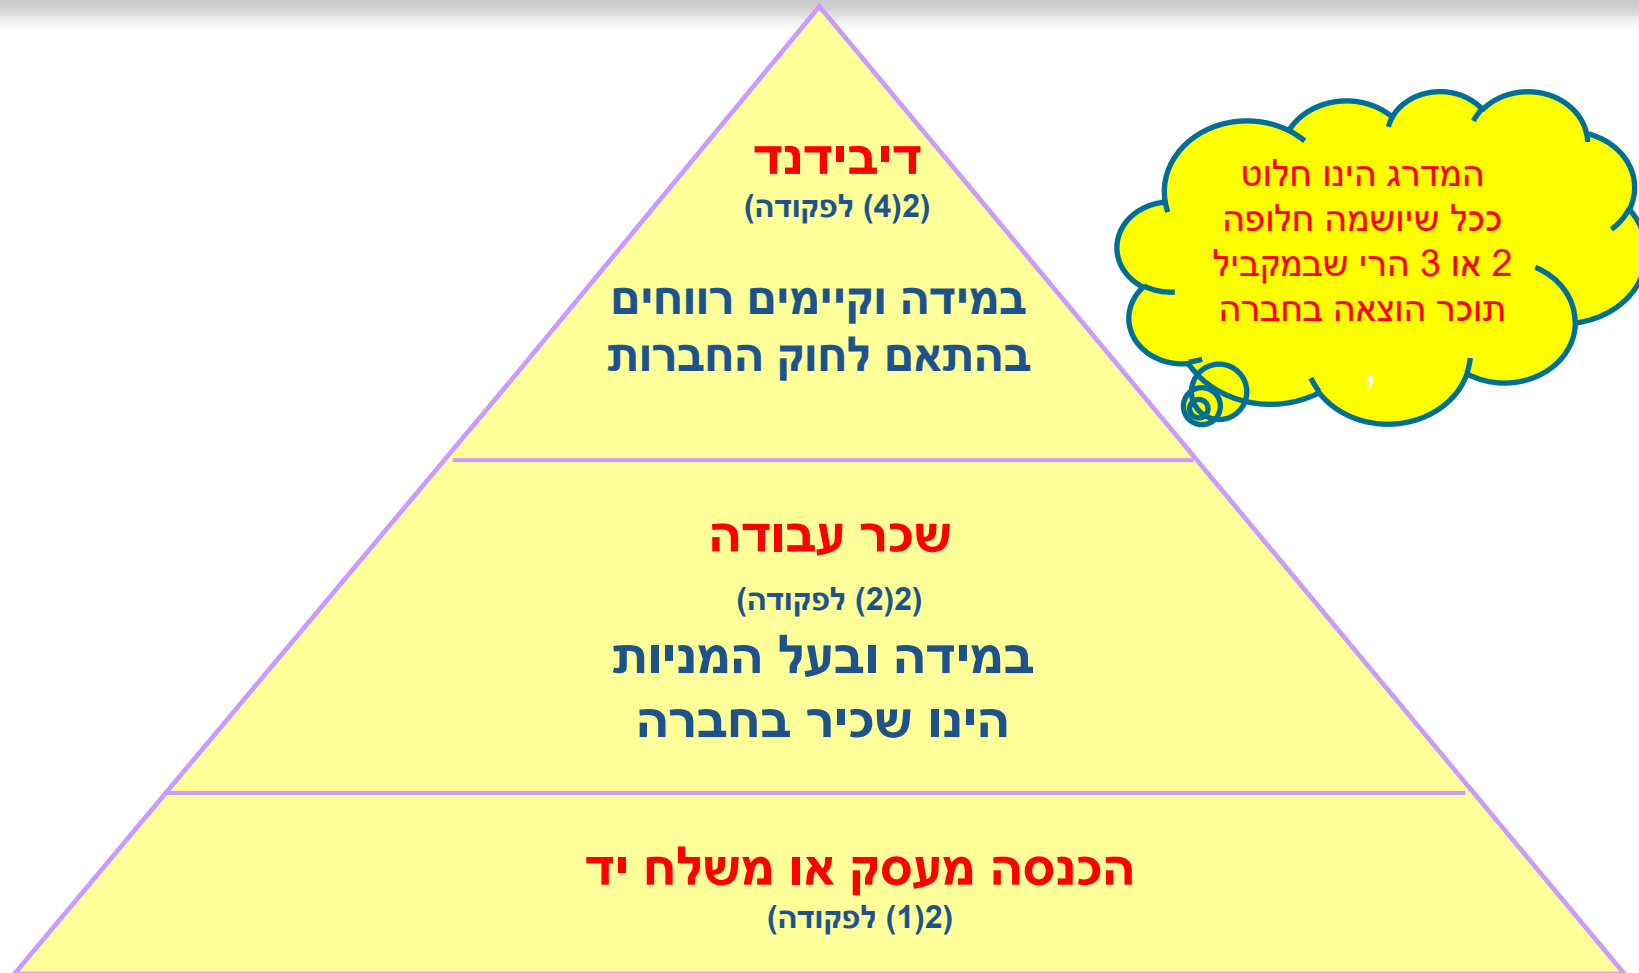 דיבידנד
(2(4) לפקודה)
במידה וקיימים רווחים
בהתאם לחוק החברות
המדרג הינו חלוט
ככל שיושמה חלופה
2 או 3 הרי שבמקביל
תוכר הוצאה בחברה
,
שכר עבודה
(2(2) לפקודה)
במידה ובעל המניות
הינו שכיר בחברה
הכנסה מעסק או משלח יד
(2(1) לפקודה)